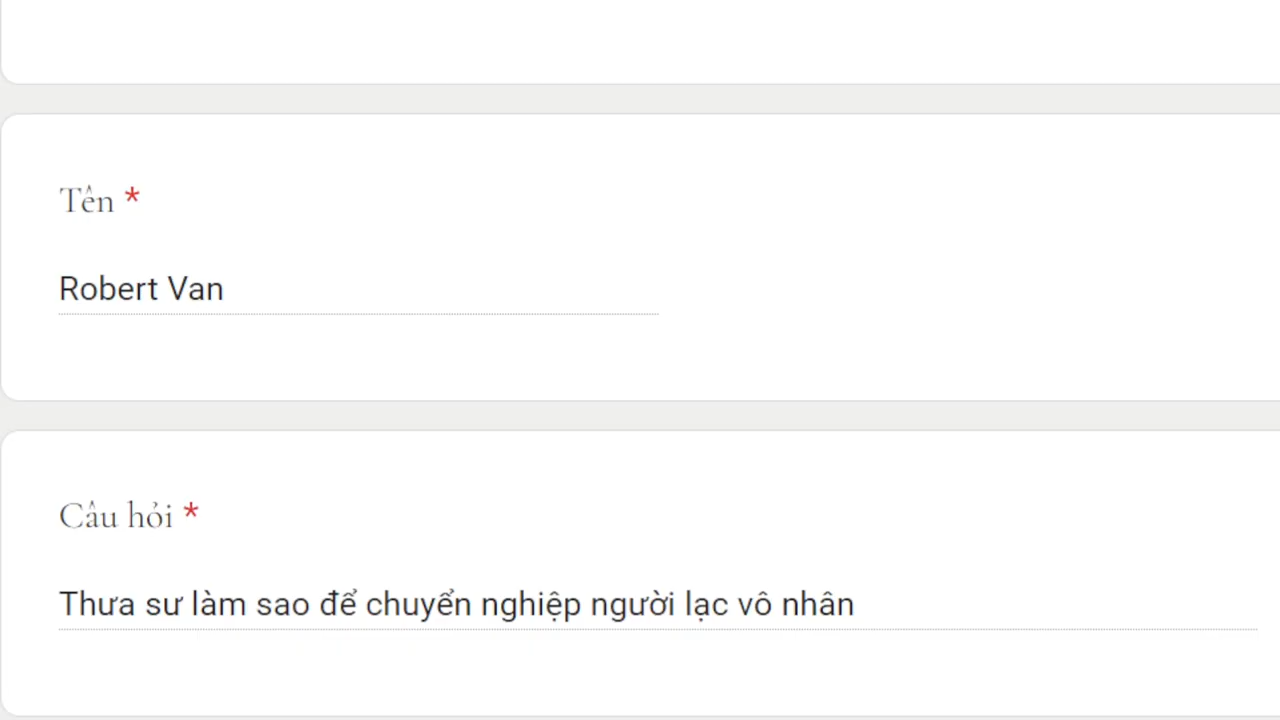 Tên *
Robert Van
Câu hỏi *
Thưa sư làm sao để chuyển nghiệp người lạc vô nhân